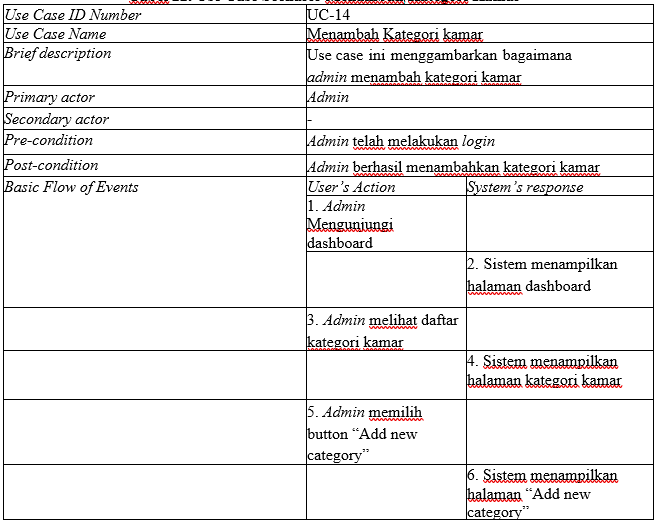 Use Case ID Number UC-14
Use Case Name Menambah Kategori kamar
Brief description Use case ini menggambarkan bagaimana
admin menambah kategori kamar
Primary actor Admin
Secondary actor -
Pre-condition Admin telah melakukan login
Post-condition Admin berhasil menambahkan kategori kamar
Basic Flow of Events User's Action System's response
1. Admin
Mengunjungi
dashboard
2. Sistem menampilkan
halaman dashboard
3. Admin melihat daftar
kategori kamar
4. Sistem menampilkan
halaman kategori kamar
5. Admin memilih
button “Add new
category”
6. Sistem menampilkan
halaman “Add new
category”